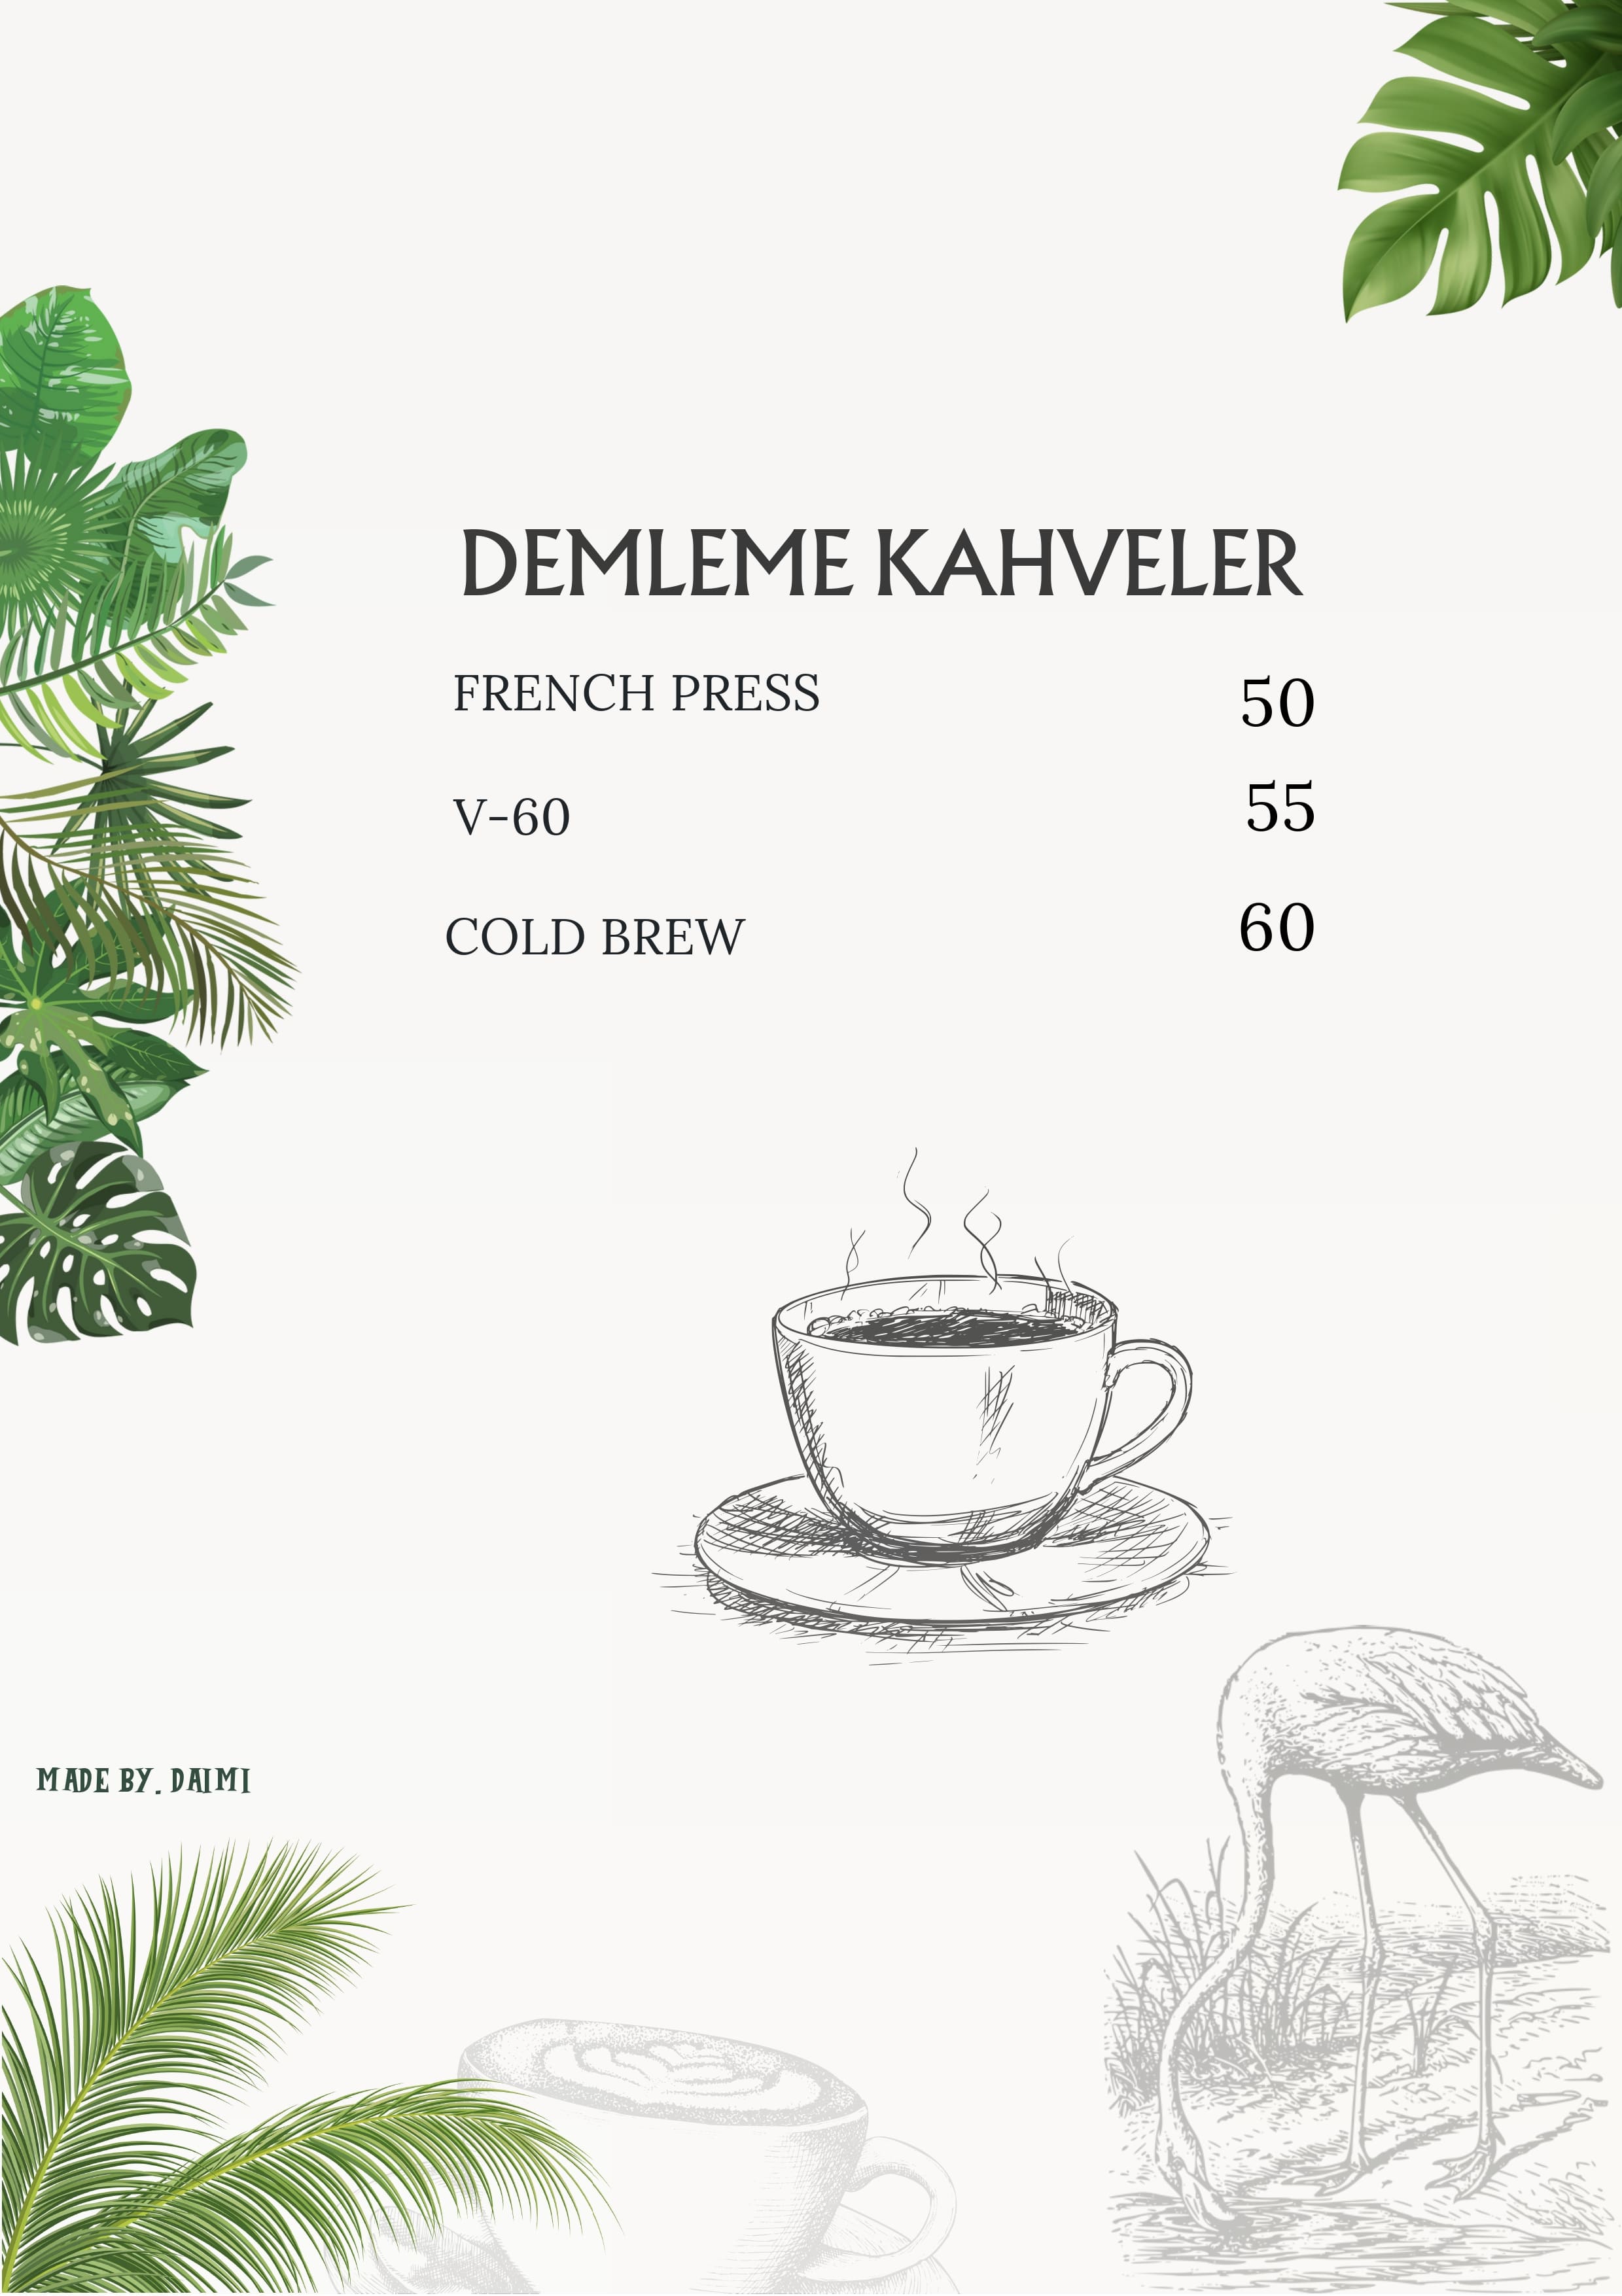 DEMLEME KAHVELER
FRENCH PRESS 50
V-60 55
COLD BREW 60
MADE BY. DAIMI